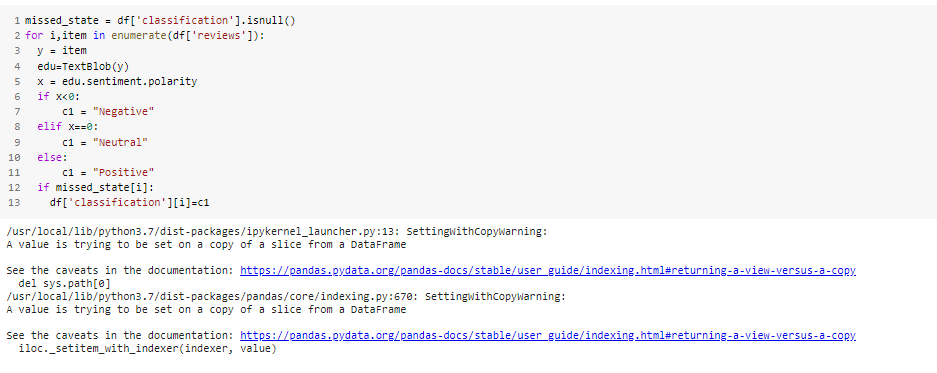 1 missed_state = df['classification'].isnull()
2 for i,item in enumerate(df['reviews']):
3   y = item
4   edu=TextBlob(y)
5   x = edu.sentiment.polarity
6   if x<0:
7       c1 = "Negative"
8   elif x==0:
9       c1 = "Neutral"
10   else:
11       c1 = "Positive"
12   if missed_state[i]:
13     df['classification'][i]=c1
/usr/local/lib/python3.7/dist-packages/ipykernel_launcher.py:13: SettingWithCopyWarning:
A value is trying to be set on a copy of a slice from a DataFrame
See the caveats in the documentation: https://pandas.pydata.org/pandas-docs/stable/user_guide/indexing.html#returning-a-view-versus-a-copy
  del sys.path[0]
/usr/local/lib/python3.7/dist-packages/pandas/core/indexing.py:670: SettingWithCopyWarning:
A value is trying to be set on a copy of a slice from a DataFrame
See the caveats in the documentation: https://pandas.pydata.org/pandas-docs/stable/user_guide/indexing.html#returning-a-view-versus-a-copy
  iloc._setitem_with_indexer(indexer, value)